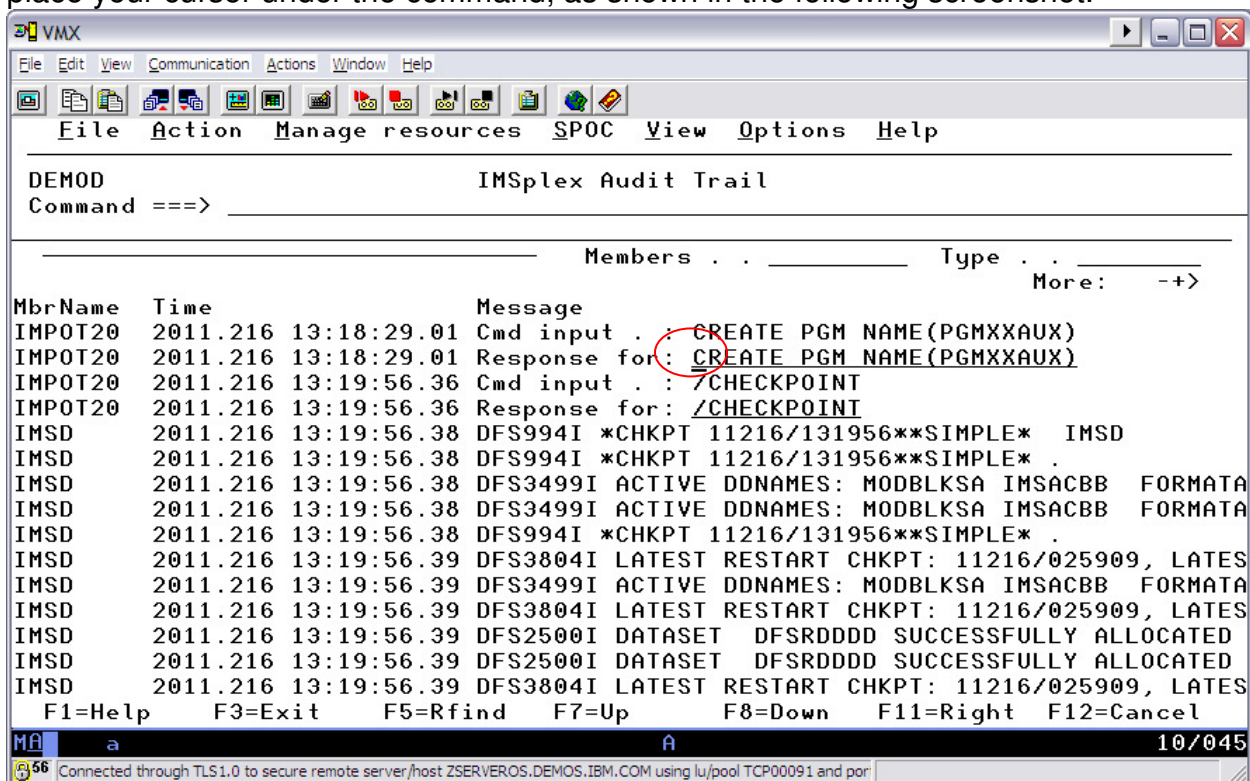 place your cursor under the command, as shown in the following screenshot.
VMX
File Edit View Communication Actions Window Help
File Action Manage resources SPOC View Options Help
DEMOD IMSplex Audit Trail
Command ===>
Members . . Type . .
More: -+>
MbrName Time Message
IMPOT20 2011.216 13:18:29.01 Cmd input . : CREATE PGM NAME(PGMXXAUX)
IMPOT20 2011.216 13:18:29.01 Response for: CREATE PGM NAME(PGMXXAUX)
IMPOT20 2011.216 13:19:56.36 Cmd input . : /CHECKPOINT
IMPOT20 2011.216 13:19:56.36 Response for: /CHECKPOINT
IMSD 2011.216 13:19:56.38 DFS994I *CHKPT 11216/131956**SIMPLE* IMSD
IMSD 2011.216 13:19:56.38 DFS994I *CHKPT 11216/131956**SIMPLE* .
IMSD 2011.216 13:19:56.38 DFS3499I ACTIVE DDNAMES: MODBLKSA IMSACBB FORMATA
IMSD 2011.216 13:19:56.38 DFS3499I ACTIVE DDNAMES: MODBLKSA IMSACBB FORMATA
IMSD 2011.216 13:19:56.39 DFS994I *CHKPT 11216/131956**SIMPLE* .
IMSD 2011.216 13:19:56.39 DFS3804I LATEST RESTART CHKPT: 11216/025909, LATES
IMSD 2011.216 13:19:56.39 DFS3499I ACTIVE DDNAMES: MODBLKSA IMSACBB FORMATA
IMSD 2011.216 13:19:56.39 DFS3804I LATEST RESTART CHKPT: 11216/025909, LATES
IMSD 2011.216 13:19:56.39 DFS2500I DATASET DFSRDDDD SUCCESSFULLY ALLOCATED
IMSD 2011.216 13:19:56.39 DFS2500I DATASET DFSRDDDD SUCCESSFULLY ALLOCATED
IMSD 2011.216 13:19:56.39 DFS3804I LATEST RESTART CHKPT: 11216/025909, LATES
F1=Help F3=Exit F5=Rfind F7=Up F8=Down F11=Right F12=Cancel
MA a A 10/045
56 Connected through TLS1.0 to secure remote server/host ZSERVEROS.DEMOS.IBM.COM using lu/pool TCP00091 and por